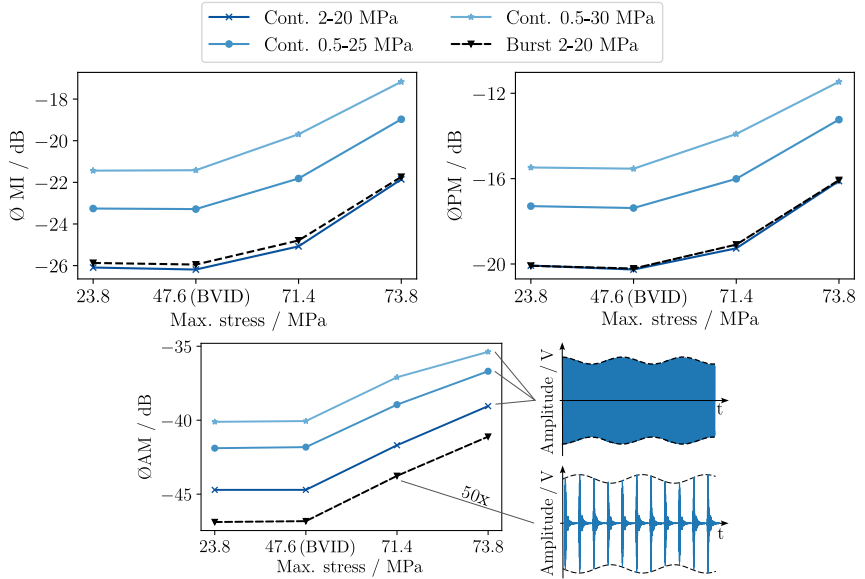 Cont. 2-20 MPa
Cont. 0.5-30 MPa
Cont. 0.5-25 MPa
Burst 2-20 MPa
Ø MI / dB
−18
−20
−22
−24
−26
23.8
47.6 (BVID)
71.4
73.8
Max. stress / MPa
ØPM / dB
−12
−16
−20
23.8
47.6 (BVID)
71.4
73.8
Max. stress / MPa
ØAM / dB
−35
−40
−45
23.8
47.6 (BVID)
71.4
73.8
Max. stress / MPa
50X
Amplitude / V
t
Amplitude / V
t